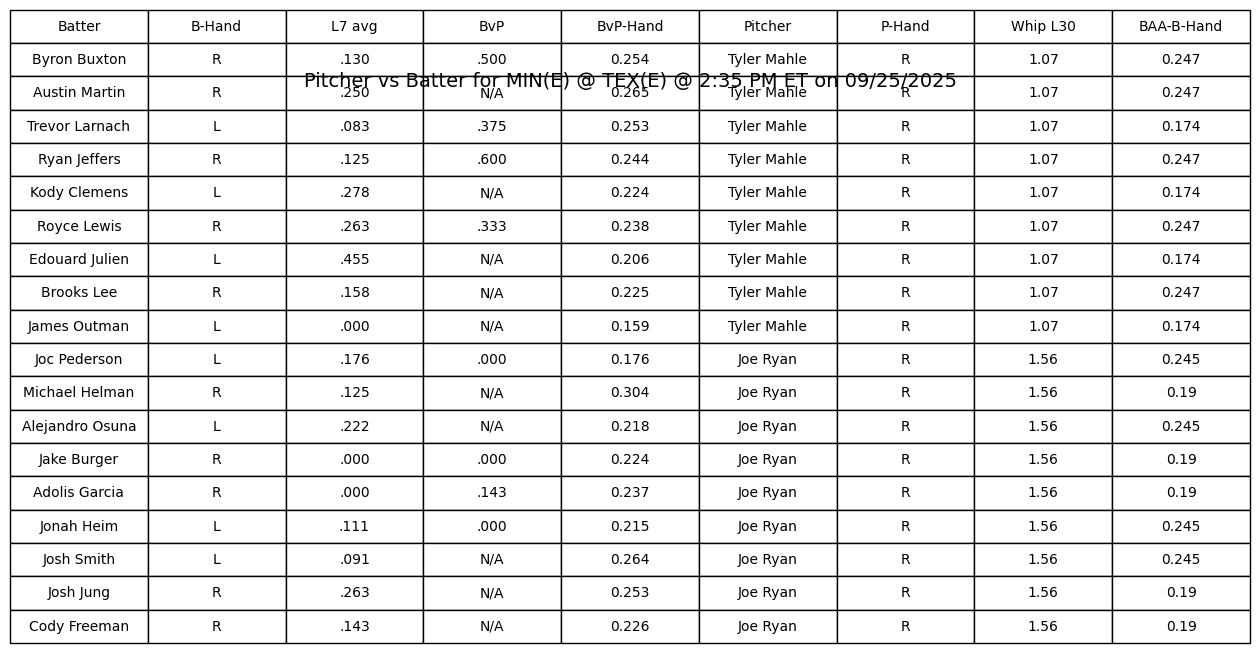 Batter B-Hand L7 avg BvP BvP-Hand Pitcher P-Hand Whip L30 BAA-B-Hand
Byron Buxton R .130 .500 0.254 Tyler Mahle R 1.07 0.247
Pitcher vs Batter for MIN(E) @ TEX(E) @ 2:35 PM ET on 09/25/2025
Austin Martin R .250 N/A 0.265 Tyler Mahle R 1.07 0.247
Trevor Larnach L .083 .375 0.253 Tyler Mahle R 1.07 0.174
Ryan Jeffers R .125 .600 0.244 Tyler Mahle R 1.07 0.247
Kody Clemens L .278 N/A 0.224 Tyler Mahle R 1.07 0.174
Royce Lewis R .263 .333 0.238 Tyler Mahle R 1.07 0.247
Edouard Julien L .455 N/A 0.206 Tyler Mahle R 1.07 0.174
Brooks Lee R .158 N/A 0.225 Tyler Mahle R 1.07 0.247
James Outman L .000 N/A 0.159 Tyler Mahle R 1.07 0.174
Joc Pederson L .176 .000 0.176 Joe Ryan R 1.56 0.245
Michael Helman R .125 N/A 0.304 Joe Ryan R 1.56 0.19
Alejandro Osuna L .222 N/A 0.218 Joe Ryan R 1.56 0.245
Jake Burger R .000 .000 0.224 Joe Ryan R 1.56 0.19
Adolis Garcia R .000 .143 0.237 Joe Ryan R 1.56 0.19
Jonah Heim L .111 .000 0.215 Joe Ryan R 1.56 0.245
Josh Smith L .091 N/A 0.264 Joe Ryan R 1.56 0.245
Josh Jung R .263 N/A 0.253 Joe Ryan R 1.56 0.19
Cody Freeman R .143 N/A 0.226 Joe Ryan R 1.56 0.19